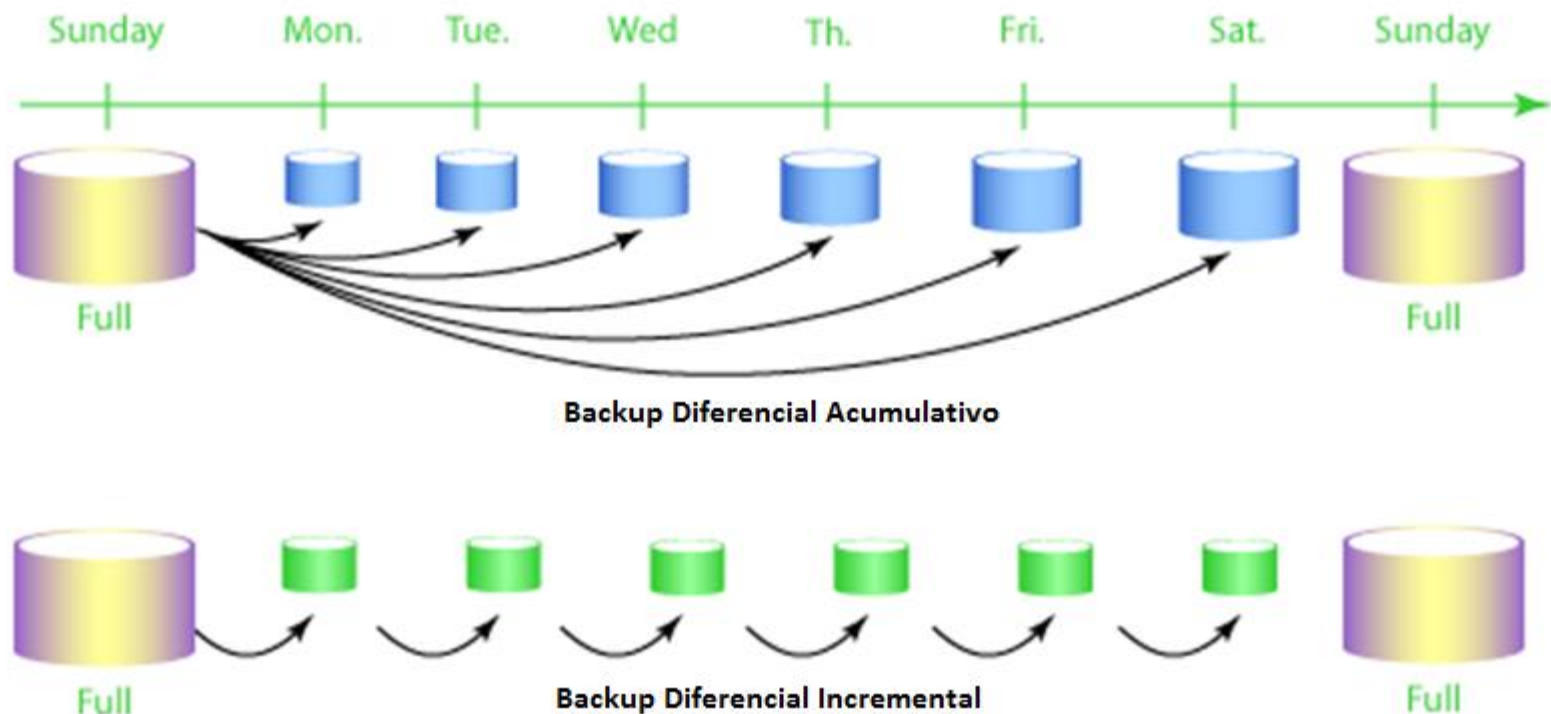 Sunday Mon. Tue. Wed Th. Fri. Sat. Sunday
Full Full
Backup Diferencial Acumulativo
Backup Diferencial Incremental
Full Full